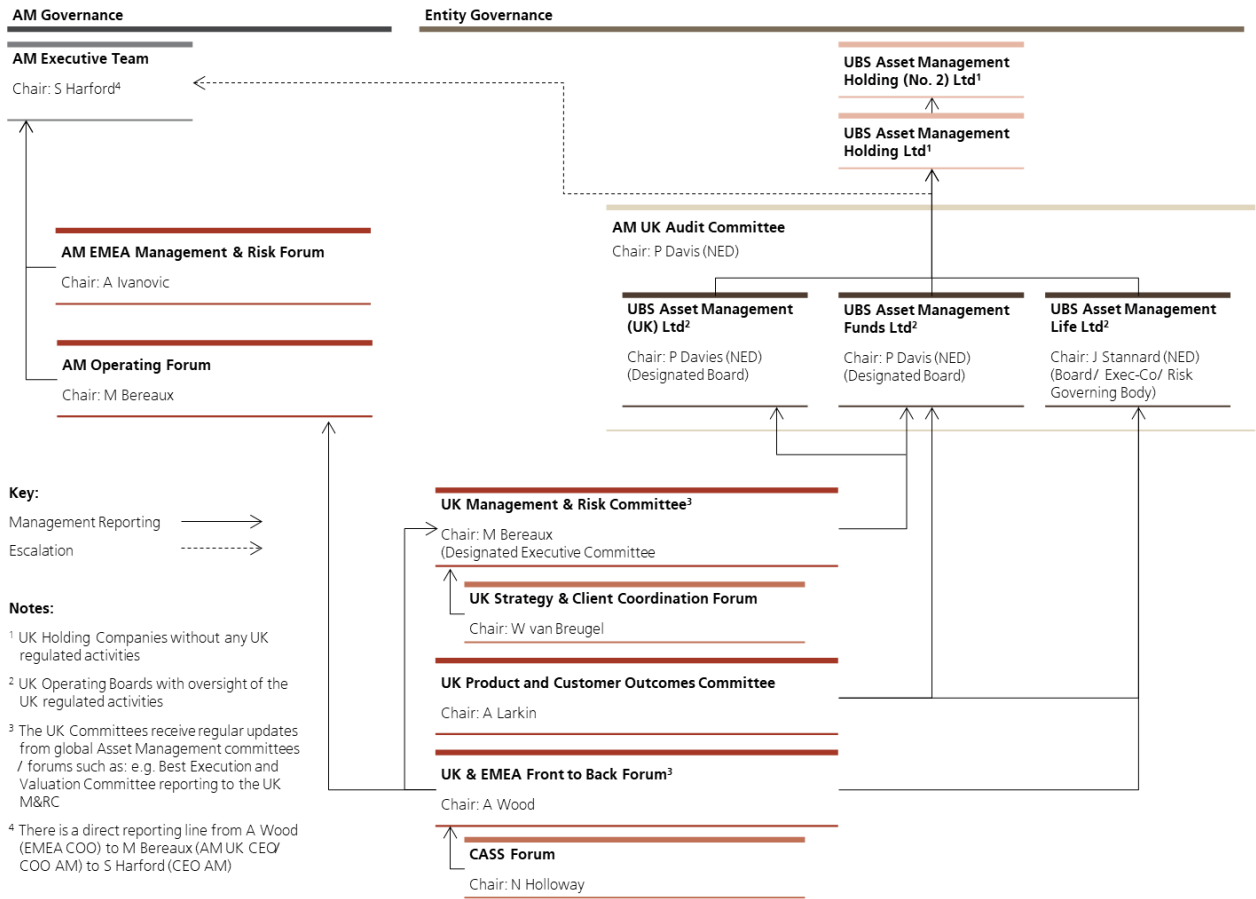 AM Governance
Entity Governance
AM Executive Team
Chair: S Harford⁴
UBS Asset Management
Holding (No. 2) Ltd¹
UBS Asset Management
Holding Ltd¹
AM UK Audit Committee
Chair: P Davis (NED)
AM EMEA Management & Risk Forum
Chair: A Ivanovic
AM Operating Forum
Chair: M Bereaux
UBS Asset Management
(UK) Ltd²
Chair: P Davies (NED)
(Designated Board)
UBS Asset Management
Funds Ltd²
Chair: P Davis (NED)
(Designated Board)
UBS Asset Management
Life Ltd²
Chair: J Stannard (NED)
(Board/ Exec-Co/ Risk
Governing Body)
Key:
Management Reporting
Escalation
Notes:
¹ UK Holding Companies without any UK
regulated activities
² UK Operating Boards with oversight of the
UK regulated activities
³ The UK Committees receive regular updates
from global Asset Management committees
/ forums such as: e.g. Best Execution and
Valuation Committee reporting to the UK
M&RC
⁴ There is a direct reporting line from A Wood
(EMEA COO) to M Bereaux (AM UK CEO/
COO AM) to S Harford (CEO AM)
UK Management & Risk Committee³
Chair: M Bereaux
(Designated Executive Committee
UK Strategy & Client Coordination Forum
Chair: W van Breugel
UK Product and Customer Outcomes Committee
Chair: A Larkin
UK & EMEA Front to Back Forum³
Chair: A Wood
CASS Forum
Chair: N Holloway